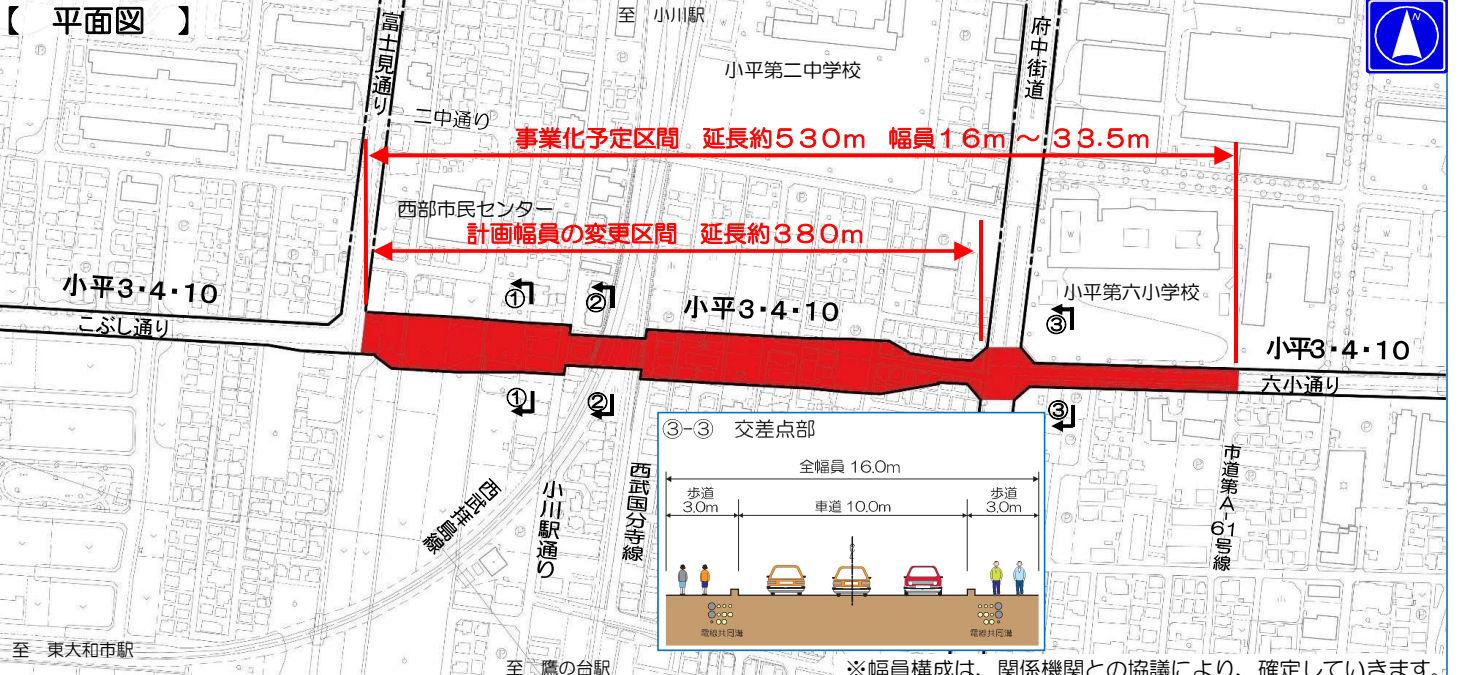 【 平面図 】
至 小川駅
N
富士見通り
府中街道
小平第二中学校
二中通り
事業化予定区間 延長約530m 幅員16m ~ 33.5m
西部市民センター
計画幅員の変更区間 延長約380m
小平3・4・10
こぶし通り
①
②
小平3・4・10
小平第六小学校
③
小平3・4・10
六小通り
①
②
③
③-③ 交差点部
全幅員 16.0m
歩道
3.0m
車道 10.0m
歩道
3.0m
電線共同溝
電線共同溝
西武拝島線
小川駅通り
西武国分寺線
市道第A-61号線
至 東大和市駅
至 鷹の台駅
※幅員構成は、関係機関との協議により、確定していきます。